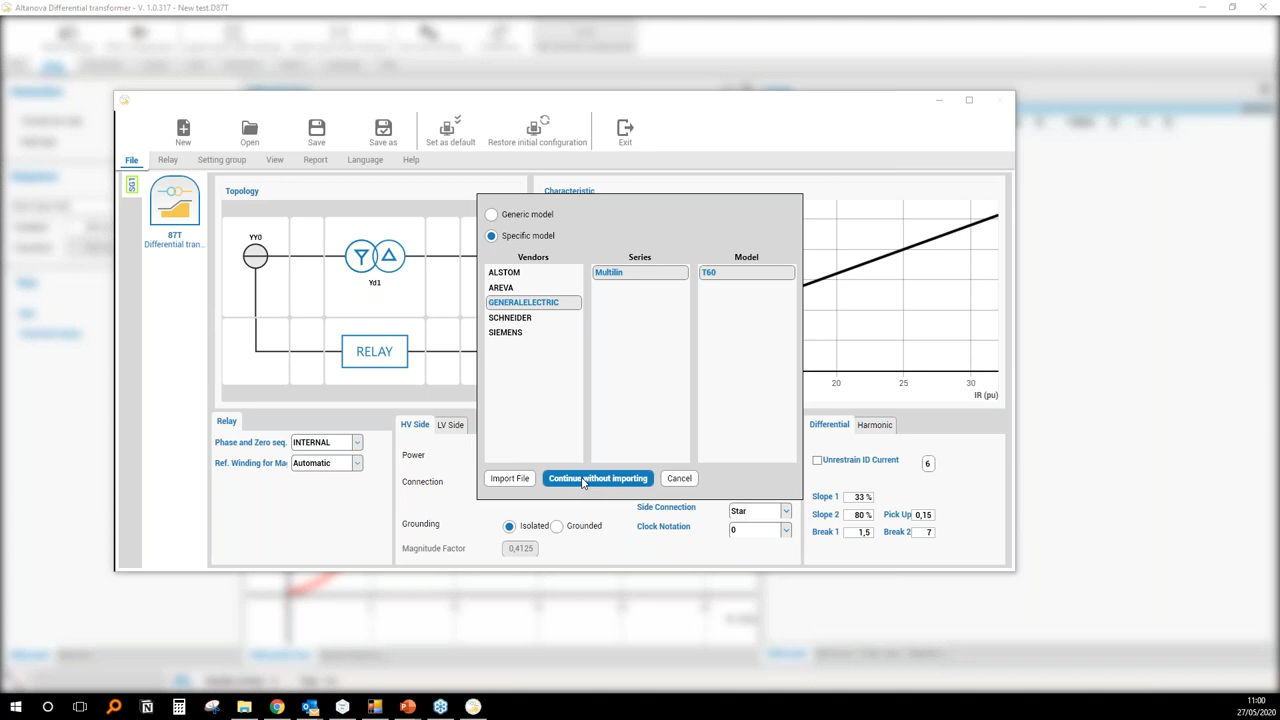 Altanova Differential transformer - V. 1.0.317 - New test.D87T
New
Open
Save
Save as
Set as default
Restore initial configuration
Exit
File
Relay
Setting group
View
Report
Language
Help
SG1
87T
Differential tran...
Topology
YY0
Yd1
RELAY
Characteristic
20
25
30
IR (pu)
Generic model
Specific model
Vendors
Series
Model
ALSTOM
AREVA
GENERALELECTRIC
SCHNEIDER
SIEMENS
Multilin
T60
Import File
Continue without importing
Cancel
Relay
Phase and Zero seq. INTERNAL
Ref. Winding for Ma Automatic
HV Side
LV Side
Power
Connection
Grounding
Isolated
Grounded
Magnitude Factor
0,4125
Side Connection
Star
Clock Notation
0
Differential
Harmonic
Unrestrain ID Current
6
Slope 1 33 %
Slope 2 80 % Pick Up 0,15
Break 1 1,5 Break 2 7
11:00
27/05/2020